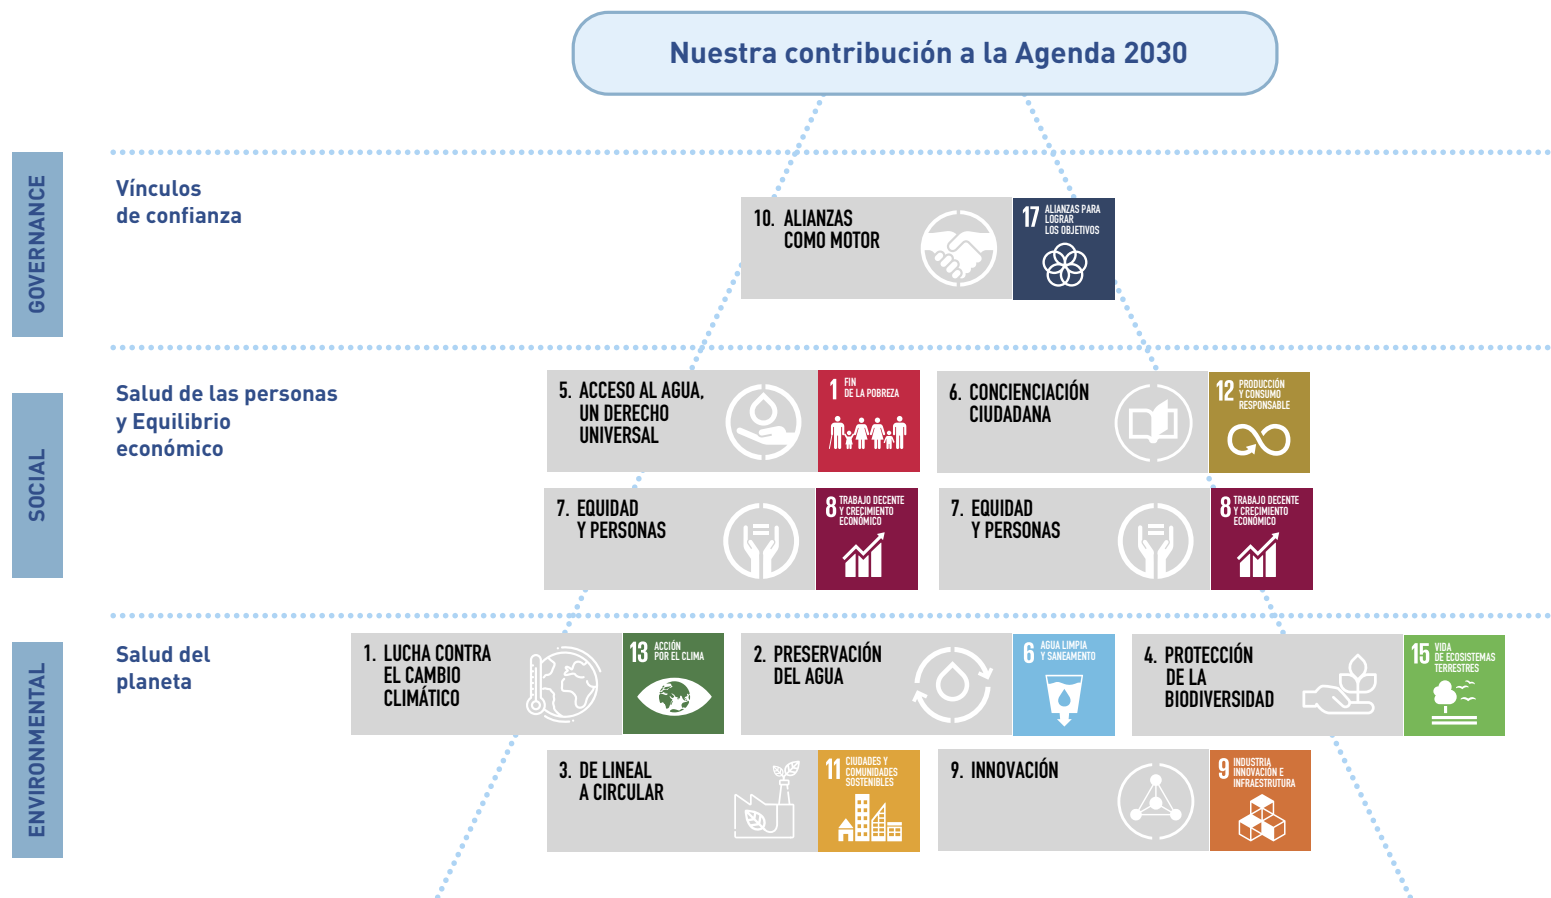 Nuestra contribución a la Agenda 2030
GOVERNANCE
Vínculos
de confianza
10. ALIANZAS
COMO MOTOR
17 ALIANZAS PARA
LOGRAR
LOS OBJETIVOS
SOCIAL
Salud de las personas
y Equilibrio
económico
5. ACCESO AL AGUA,
UN DERECHO
UNIVERSAL
1 FIN
DE LA POBREZA
6. CONCIENCIACIÓN
CIUDADANA
12 PRODUCCIÓN
Y CONSUMO
RESPONSABLE
7. EQUIDAD
Y PERSONAS
8 TRABAJO DECENTE
Y CRECIMIENTO
ECONÓMICO
7. EQUIDAD
Y PERSONAS
8 TRABAJO DECENTE
Y CRECIMIENTO
ECONÓMICO
ENVIRONMENTAL
Salud del
planeta
1. LUCHA CONTRA
EL CAMBIO
CLIMÁTICO
13 ACCIÓN
POR EL CLIMA
2. PRESERVACIÓN
DEL AGUA
6 AGUA LIMPIA
Y SANEAMENTO
4. PROTECCIÓN
DE LA
BIODIVERSIDAD
15 VIDA
DE ECOSISTEMAS
TERRESTRES
3. DE LINEAL
A CIRCULAR
11 CIUDADES Y
COMUNIDADES
SOSTENIBLES
9. INNOVACIÓN
9 INDUSTRIA,
INNOVACIÓN E
INFRAESTRUTURA